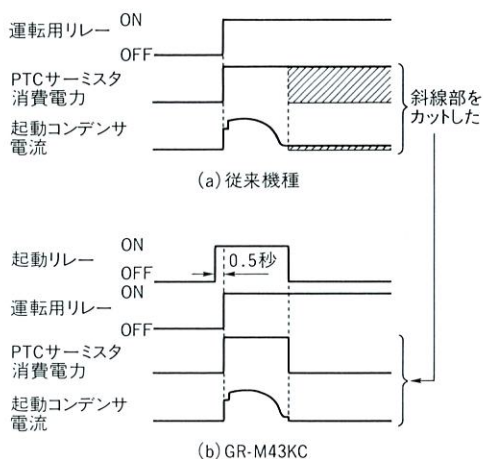 運転用リレー
ON
OFF
PTCサーミスタ
消費電力
起動コンデンサ
電流
斜線部を
カットした
(a)従来機種
起動リレー
ON
OFF
0.5秒
運転用リレー
ON
OFF
PTCサーミスタ
消費電力
起動コンデンサ
電流
(b)GR-M43KC